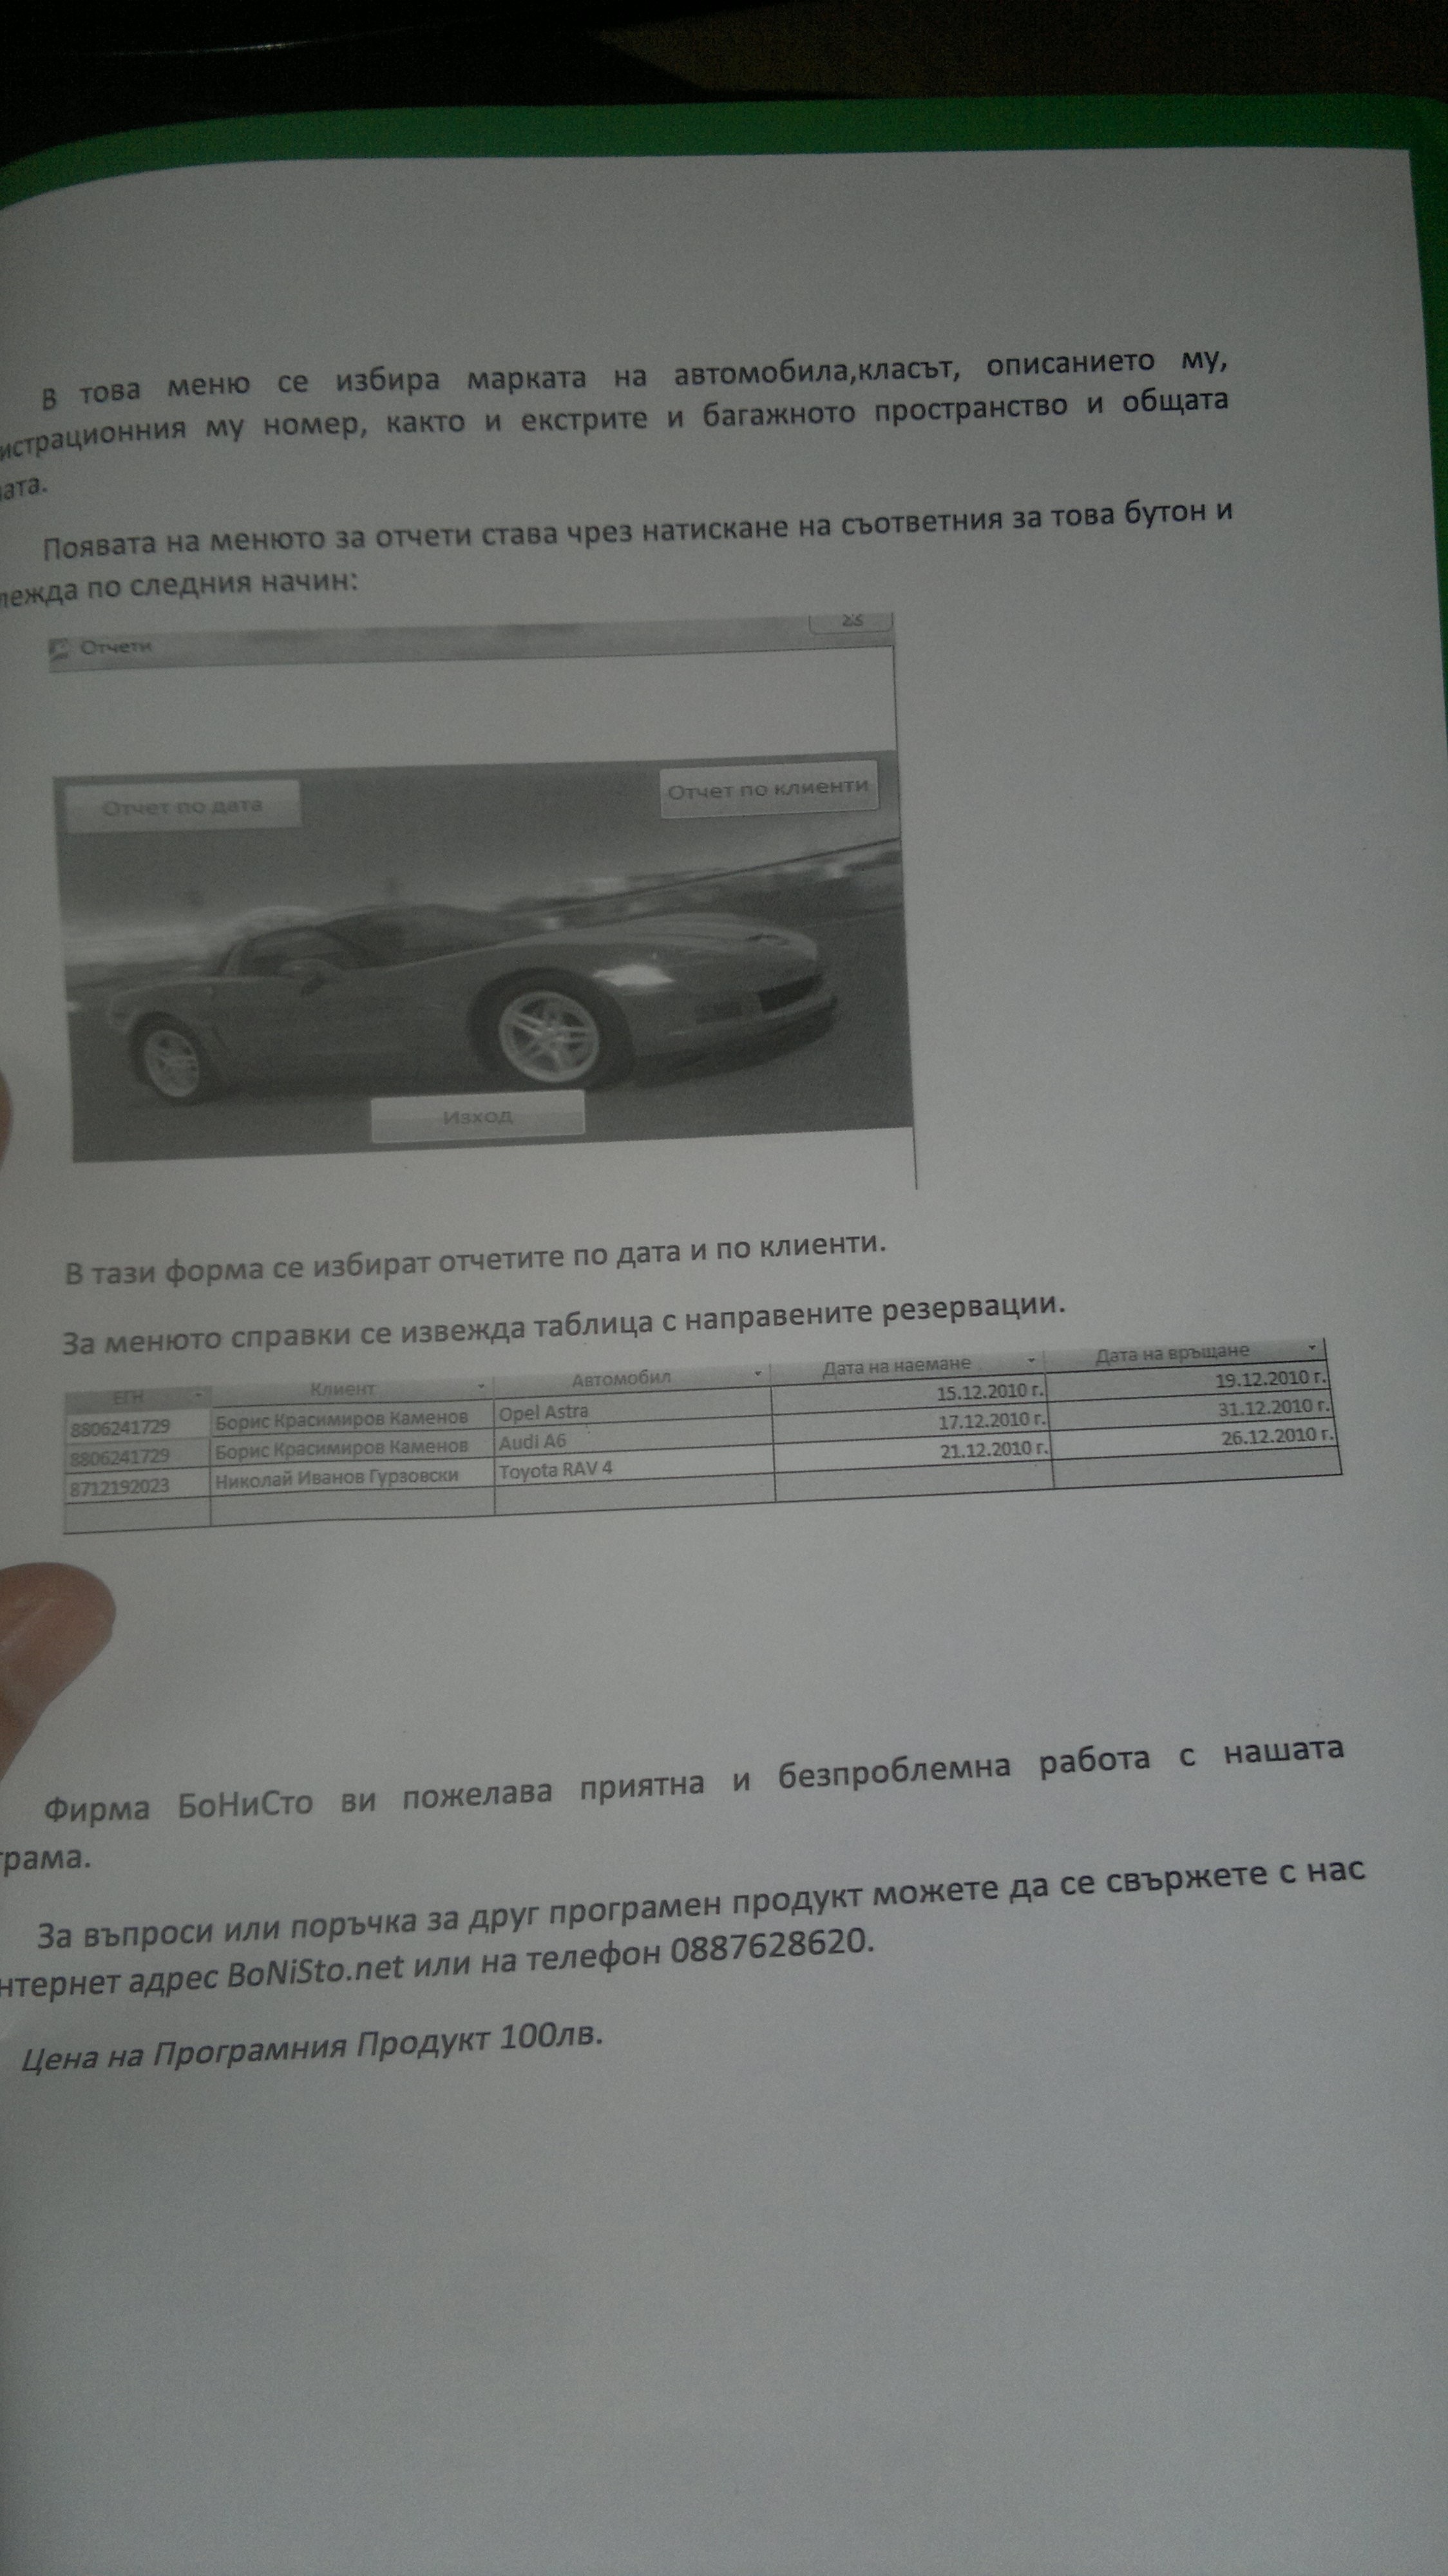 В това меню се избира марката на автомобила,класът, описанието му,
истрационния му номер, както и екстрите и багажното пространство и общата
ата.
Появата на менюто за отчети става чрез натискане на съответния за това бутон и
лежда по следния начин:
Отчети
Отчет по дата
Отчет по клиенти
Изход
В тази форма се избират отчетите по дата и по клиенти.
За менюто справки се извежда таблица с направените резервации.
ЕГН Клиент Автомобил Дата на наемане Дата на връщане
8806241729 Борис Красимиров Каменов Opel Astra 15.12.2010 г. 19.12.2010 г.
8806241729 Борис Красимиров Каменов Audi A6 17.12.2010 г. 31.12.2010 г.
8712192023 Николай Иванов Гурзовски Toyota RAV 4 21.12.2010 г. 26.12.2010 г.
Фирма БоНиСто ви пожелава приятна и безпроблемна работа с нашата
грама.
За въпроси или поръчка за друг програмен продукт можете да се свържете с нас
нтернет адрес BoNiSto.net или на телефон 0887628620.
Цена на Програмния Продукт 100лв.